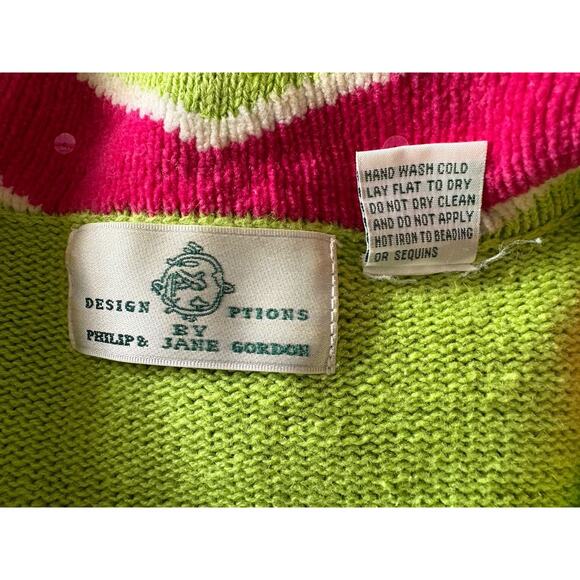 DESIGN PTIONS
BY
PHILIP & JANE GORDON
HAND WASH COLD
LAY FLAT TO DRY
DO NOT DRY CLEAN
AND DO NOT APPLY
HOT IRON TO BEADING
OR SEQUINS